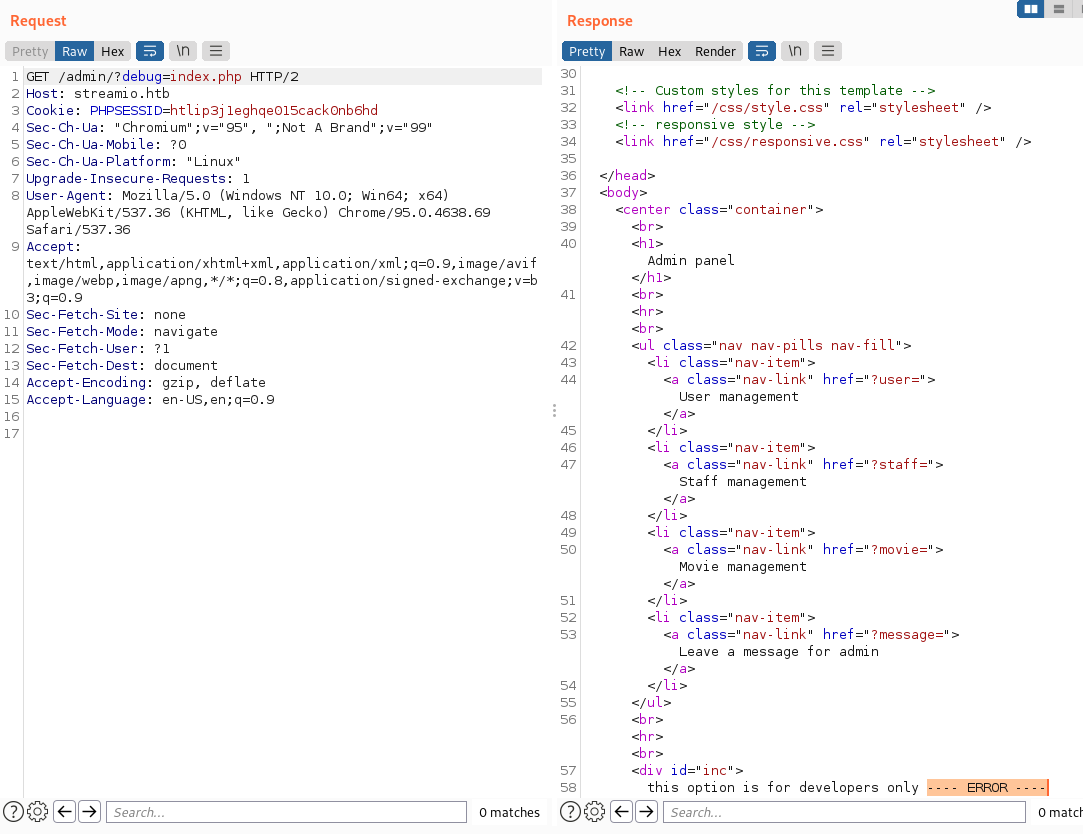 Request
Pretty Raw Hex \n
1 GET /admin/?debug=index.php HTTP/2
2 Host: streamio.htb
3 Cookie: PHPSESSID=htlip3j1eghqe015cack0nb6hd
4 Sec-Ch-Ua: "Chromium";v="95", ";Not A Brand";v="99"
5 Sec-Ch-Ua-Mobile: ?0
6 Sec-Ch-Ua-Platform: "Linux"
7 Upgrade-Insecure-Requests: 1
8 User-Agent: Mozilla/5.0 (Windows NT 10.0; Win64; x64)
AppleWebKit/537.36 (KHTML, like Gecko) Chrome/95.0.4638.69
Safari/537.36
9 Accept:
text/html,application/xhtml+xml,application/xml;q=0.9,image/avif
,image/webp,image/apng,*/*;q=0.8,application/signed-exchange;v=b
3;q=0.9
10 Sec-Fetch-Site: none
11 Sec-Fetch-Mode: navigate
12 Sec-Fetch-User: ?1
13 Sec-Fetch-Dest: document
14 Accept-Encoding: gzip, deflate
15 Accept-Language: en-US,en;q=0.9
16
17
Search... 0 matches
Response
Pretty Raw Hex Render \n
30
31 <!-- Custom styles for this template -->
32 <link href="/css/style.css" rel="stylesheet" />
33 <!-- responsive style -->
34 <link href="/css/responsive.css" rel="stylesheet" />
35
36 </head>
37 <body>
38 <center class="container">
39 <br>
40 <h1>
Admin panel
</h1>
41 <br>
<hr>
<br>
42 <ul class="nav nav-pills nav-fill">
43 <li class="nav-item">
44 <a class="nav-link" href="?user=">
User management
</a>
45 </li>
46 <li class="nav-item">
47 <a class="nav-link" href="?staff=">
Staff management
</a>
48 </li>
49 <li class="nav-item">
50 <a class="nav-link" href="?movie=">
Movie management
</a>
51 </li>
52 <li class="nav-item">
53 <a class="nav-link" href="?message=">
Leave a message for admin
</a>
54 </li>
55 </ul>
56 <br>
<hr>
<br>
57 <div id="inc">
58 this option is for developers only ---- ERROR ----
Search... 0 match